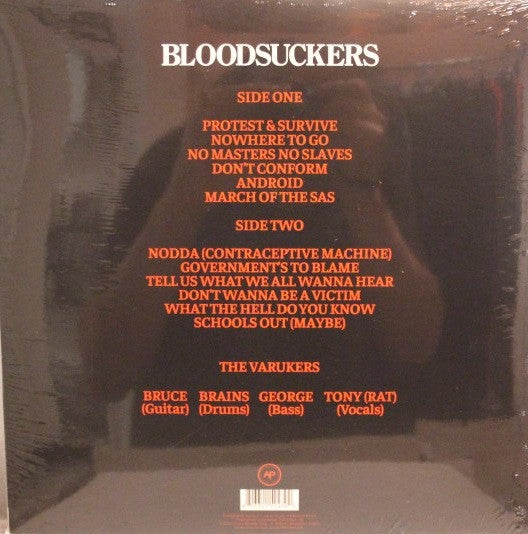 BLOODSUCKERS
SIDE ONE
PROTEST & SURVIVE
NOWHERE TO GO
NO MASTERS NO SLAVES
DON'T CONFORM
ANDROID
MARCH OF THE SAS
SIDE TWO
NODDA (CONTRACEPTIVE MACHINE)
GOVERNMENT'S TO BLAME
TELL US WHAT WE ALL WANNA HEAR
DON'T WANNA BE A VICTIM
WHAT THE HELL DO YOU KNOW
SCHOOLS OUT (MAYBE)
THE VARUKERS
BRUCE BRAINS GEORGE TONY (RAT)
(Guitar) (Drums) (Bass) (Vocals)
AP